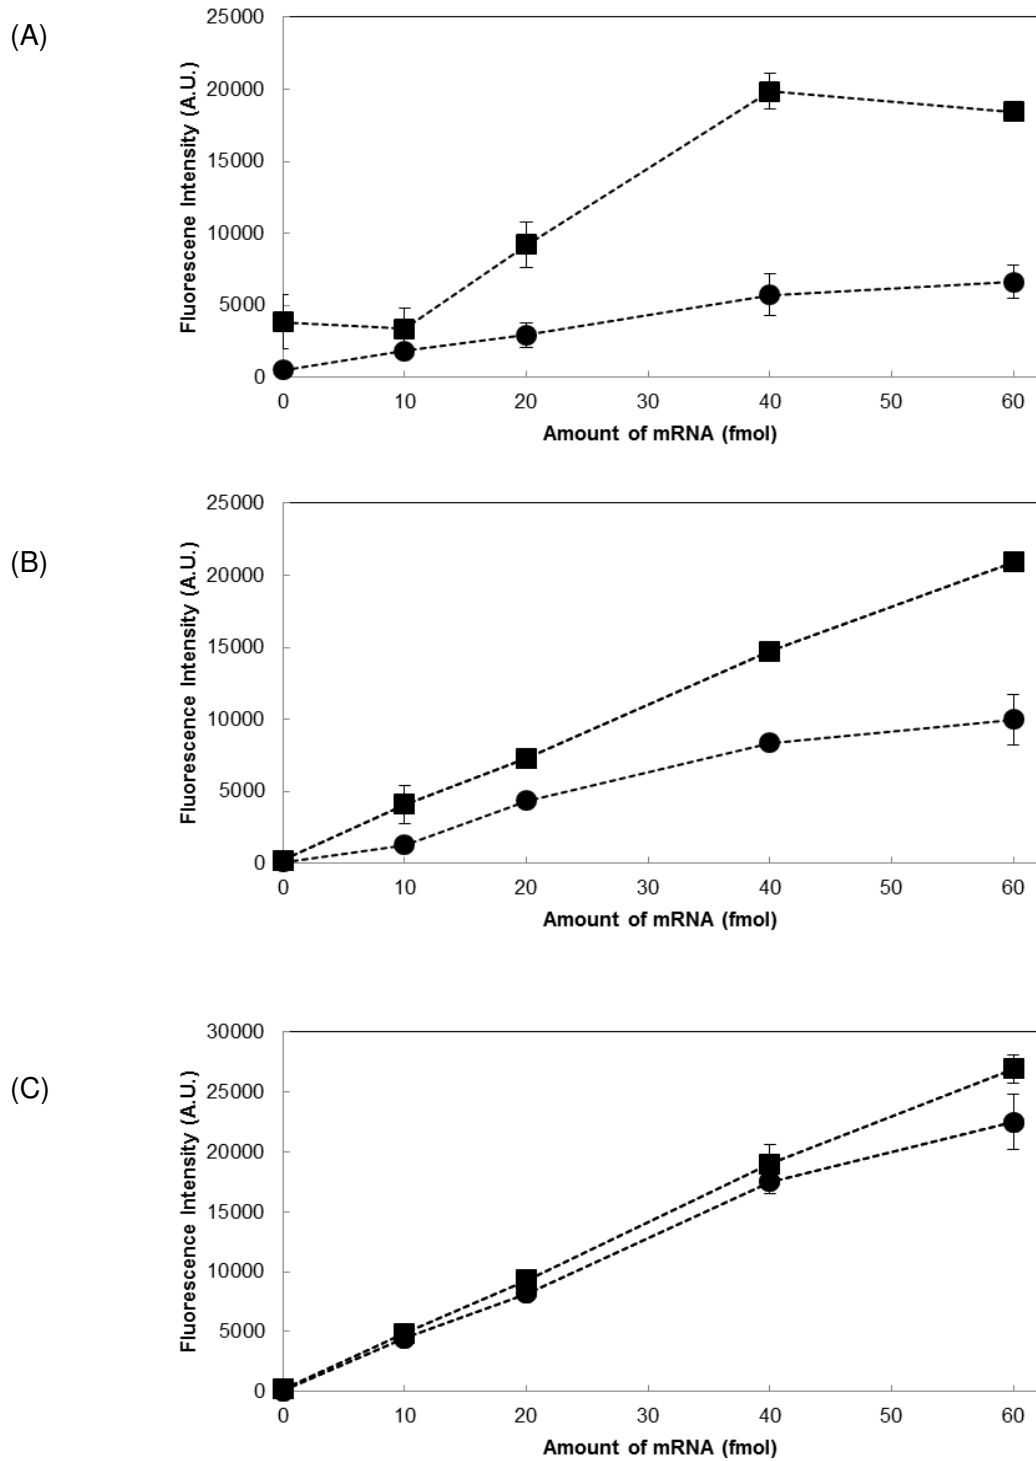 (A)
Fluorescene Intensity (A.U.)
25000
20000
15000
10000
5000
0
0 10 20 30 40 50 60
Amount of mRNA (fmol)
(B)
Fluorescence Intensity (A.U.)
25000
20000
15000
10000
5000
0
0 10 20 30 40 50 60
Amount of mRNA (fmol)
(C)
Fluorescence Intensity (A.U.)
30000
25000
20000
15000
10000
5000
0
0 10 20 30 40 50 60
Amount of mRNA (fmol)